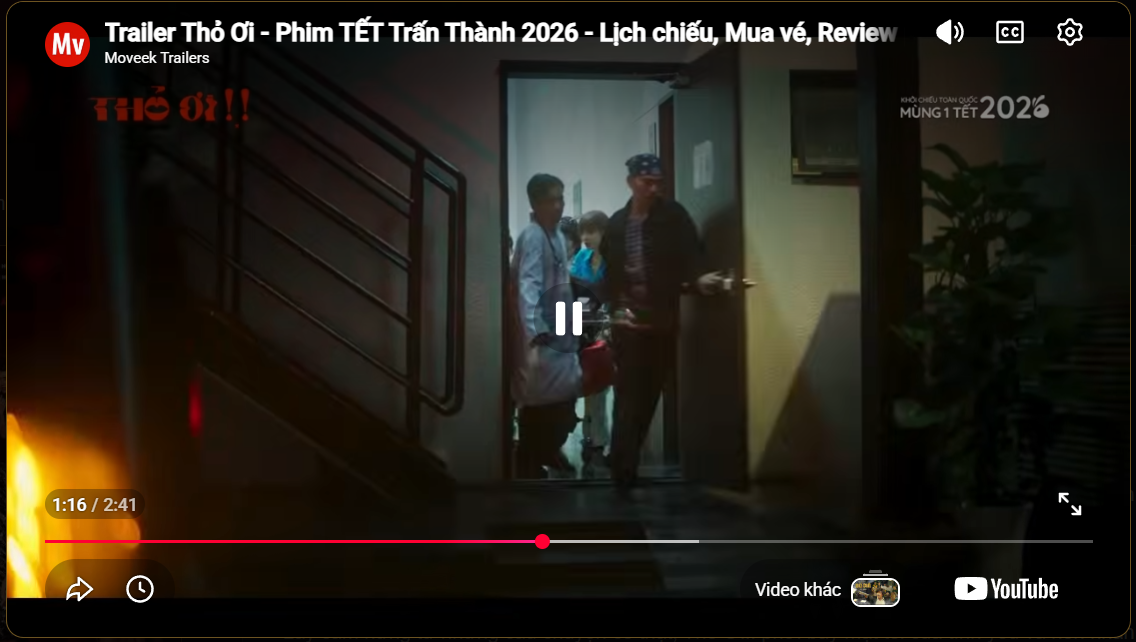 Mv
Trailer Thỏ Ơi - Phim TẾT Trấn Thành 2026 - Lịch chiếu, Mua vé, Review
Moveek Trailers
CC
THỎ ƠI!!
KHỞI CHIẾU TOÀN QUỐC
MÙNG 1 TẾT 2026
1:16 / 2:41
Video khác
YouTube